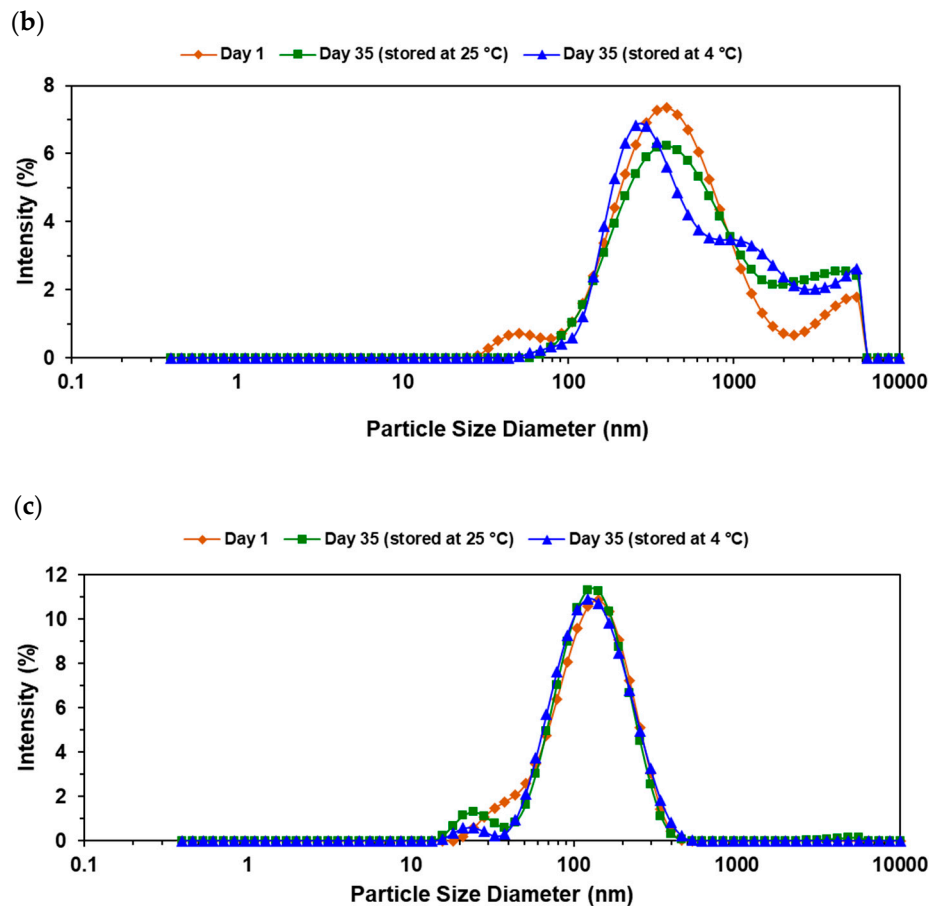 (b)
Day 1 Day 35 (stored at 25 °C) Day 35 (stored at 4 °C)
8
6
4
2
0
Intensity (%)
0.1 1 10 100 1000 10000
Particle Size Diameter (nm)
(c)
Day 1 Day 35 (stored at 25 °C) Day 35 (stored at 4 °C)
12
10
8
6
4
2
0
Intensity (%)
0.1 1 10 100 1000 10000
Particle Size Diameter (nm)